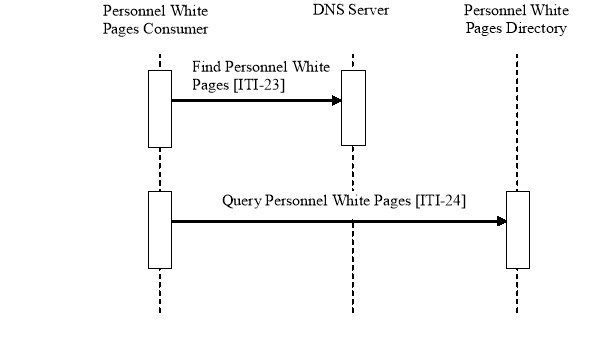 Personnel White
Pages Consumer
DNS Server
Personnel White
Pages Directory
Find Personnel White
Pages [ITI-23]
Query Personnel White Pages [ITI-24]